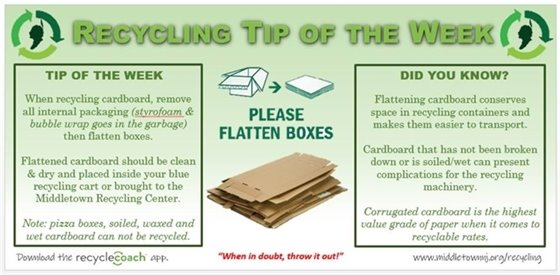 RECYCLING TIP OF THE WEEK
TIP OF THE WEEK
When recycling cardboard, remove
all internal packaging (styrofoam &
bubble wrap goes in the garbage)
then flatten boxes.
Flattened cardboard should be clean
& dry and placed inside your blue
recycling cart or brought to the
Middletown Recycling Center.
Note: pizza boxes, soiled, waxed and
wet cardboard can not be recycled.
Download the recyclecoach app.
PLEASE
FLATTEN BOXES
"When in doubt, throw it out!"
DID YOU KNOW?
Flattening cardboard conserves
space in recycling containers and
makes them easier to transport.
Cardboard that has not been broken
down or is soiled/wet can present
complications for the recycling
machinery.
Corrugated cardboard is the highest
value grade of paper when it comes to
recyclable rates.
www.middletownnj.org/recycling